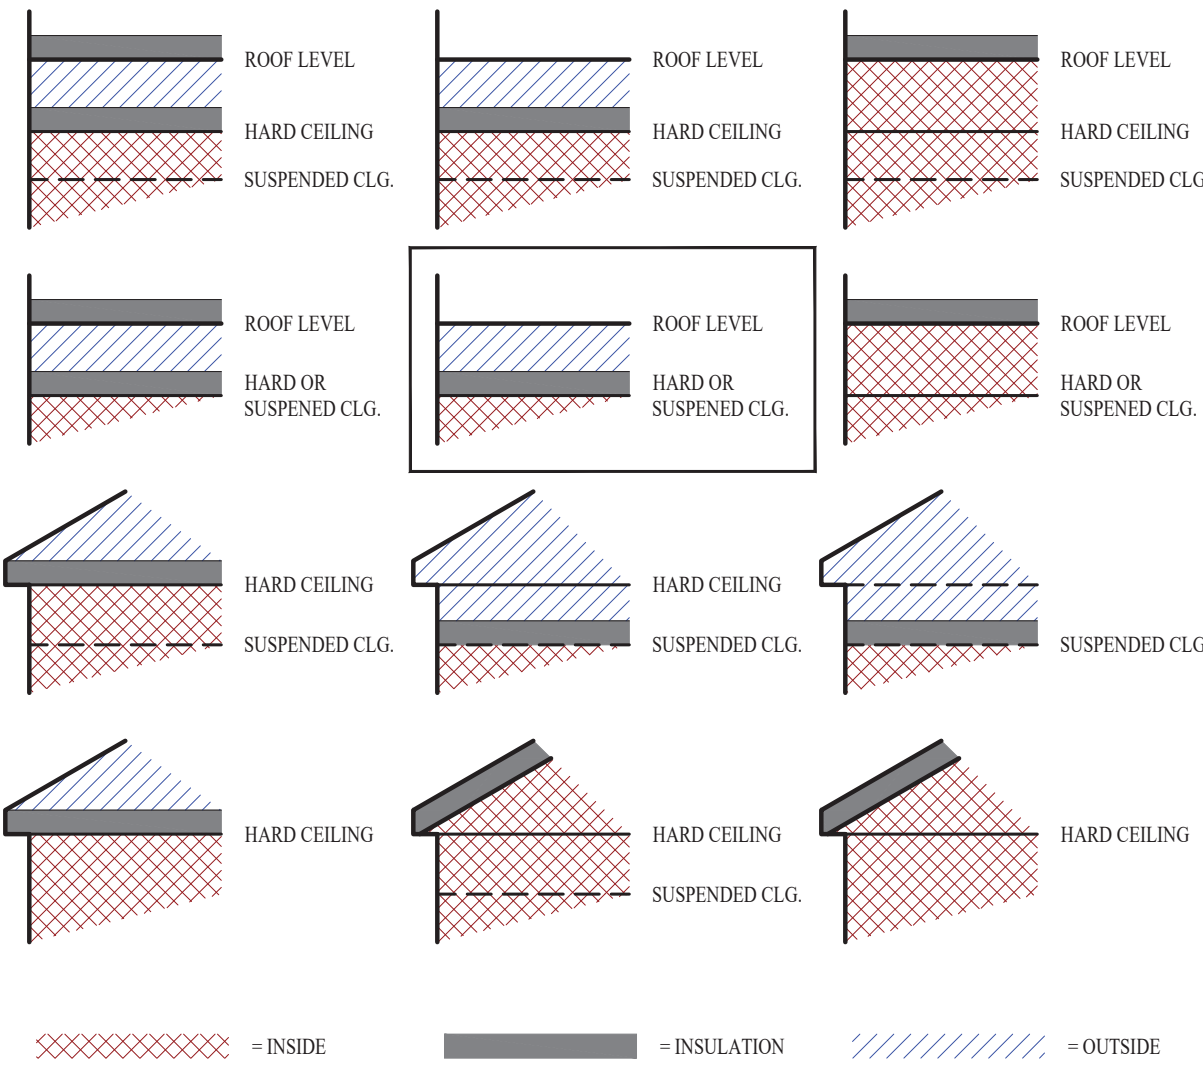 ROOF LEVEL
HARD CEILING
SUSPENDED CLG.
ROOF LEVEL
HARD CEILING
SUSPENDED CLG.
ROOF LEVEL
HARD CEILING
SUSPENDED CLG
ROOF LEVEL
HARD OR
SUSPENED CLG.
ROOF LEVEL
HARD OR
SUSPENED CLG.
ROOF LEVEL
HARD OR
SUSPENED CLG.
HARD CEILING
SUSPENDED CLG.
HARD CEILING
SUSPENDED CLG.
SUSPENDED CLG
HARD CEILING
HARD CEILING
SUSPENDED CLG.
HARD CEILING
= INSIDE
= INSULATION
= OUTSIDE